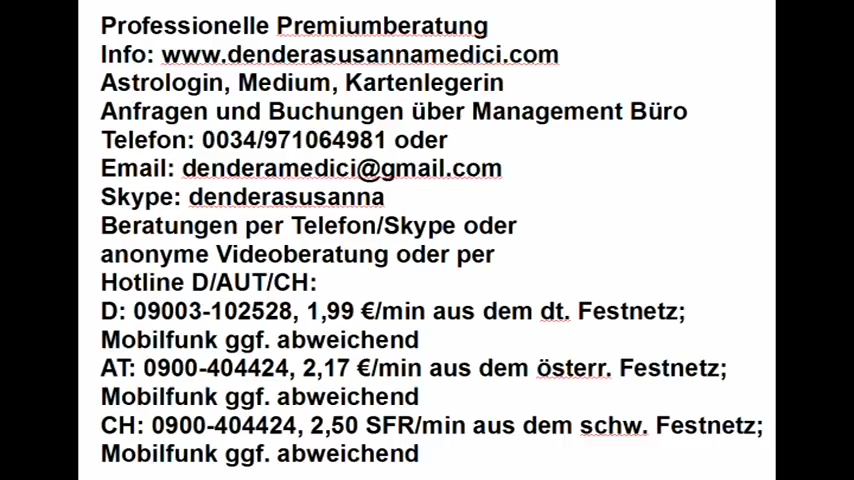 Professionelle Premiumberatung
Info: www.denderasusannamedici.com
Astrologin, Medium, Kartenlegerin
Anfragen und Buchungen über Management Büro
Telefon: 0034/971064981 oder
Email: denderamedici@gmail.com
Skype: denderasusanna
Beratungen per Telefon/Skype oder
anonyme Videoberatung oder per
Hotline D/AUT/CH:
D: 09003-102528, 1,99 €/min aus dem dt. Festnetz;
Mobilfunk ggf. abweichend
AT: 0900-404424, 2,17 €/min aus dem österr. Festnetz;
Mobilfunk ggf. abweichend
CH: 0900-404424, 2,50 SFR/min aus dem schw. Festnetz;
Mobilfunk ggf. abweichend